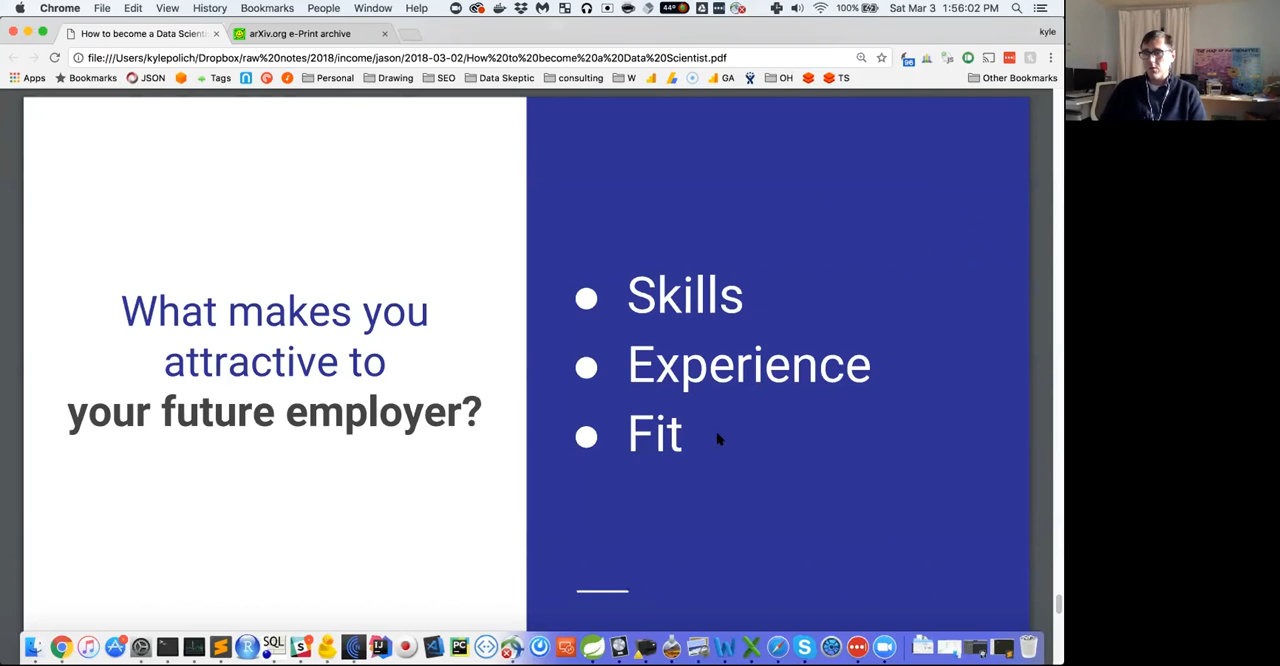 Chrome File Edit View History Bookmarks People Window Help 44° 100% Sat Mar 3 1:56:02 PM
How to become a Data Scient × arXiv.org e-Print archive × kyle
file:///Users/kylepolich/Dropbox/raw%20notes/2018/income/jason/2018-03-02/How%20to%20become%20a%20Data%20Scientist.pdf 96
Apps Bookmarks JSON Tags Personal Drawing SEO Data Skeptic consulting W GA OH TS Other Bookmarks
What makes you
attractive to
your future employer?
● Skills
● Experience
● Fit